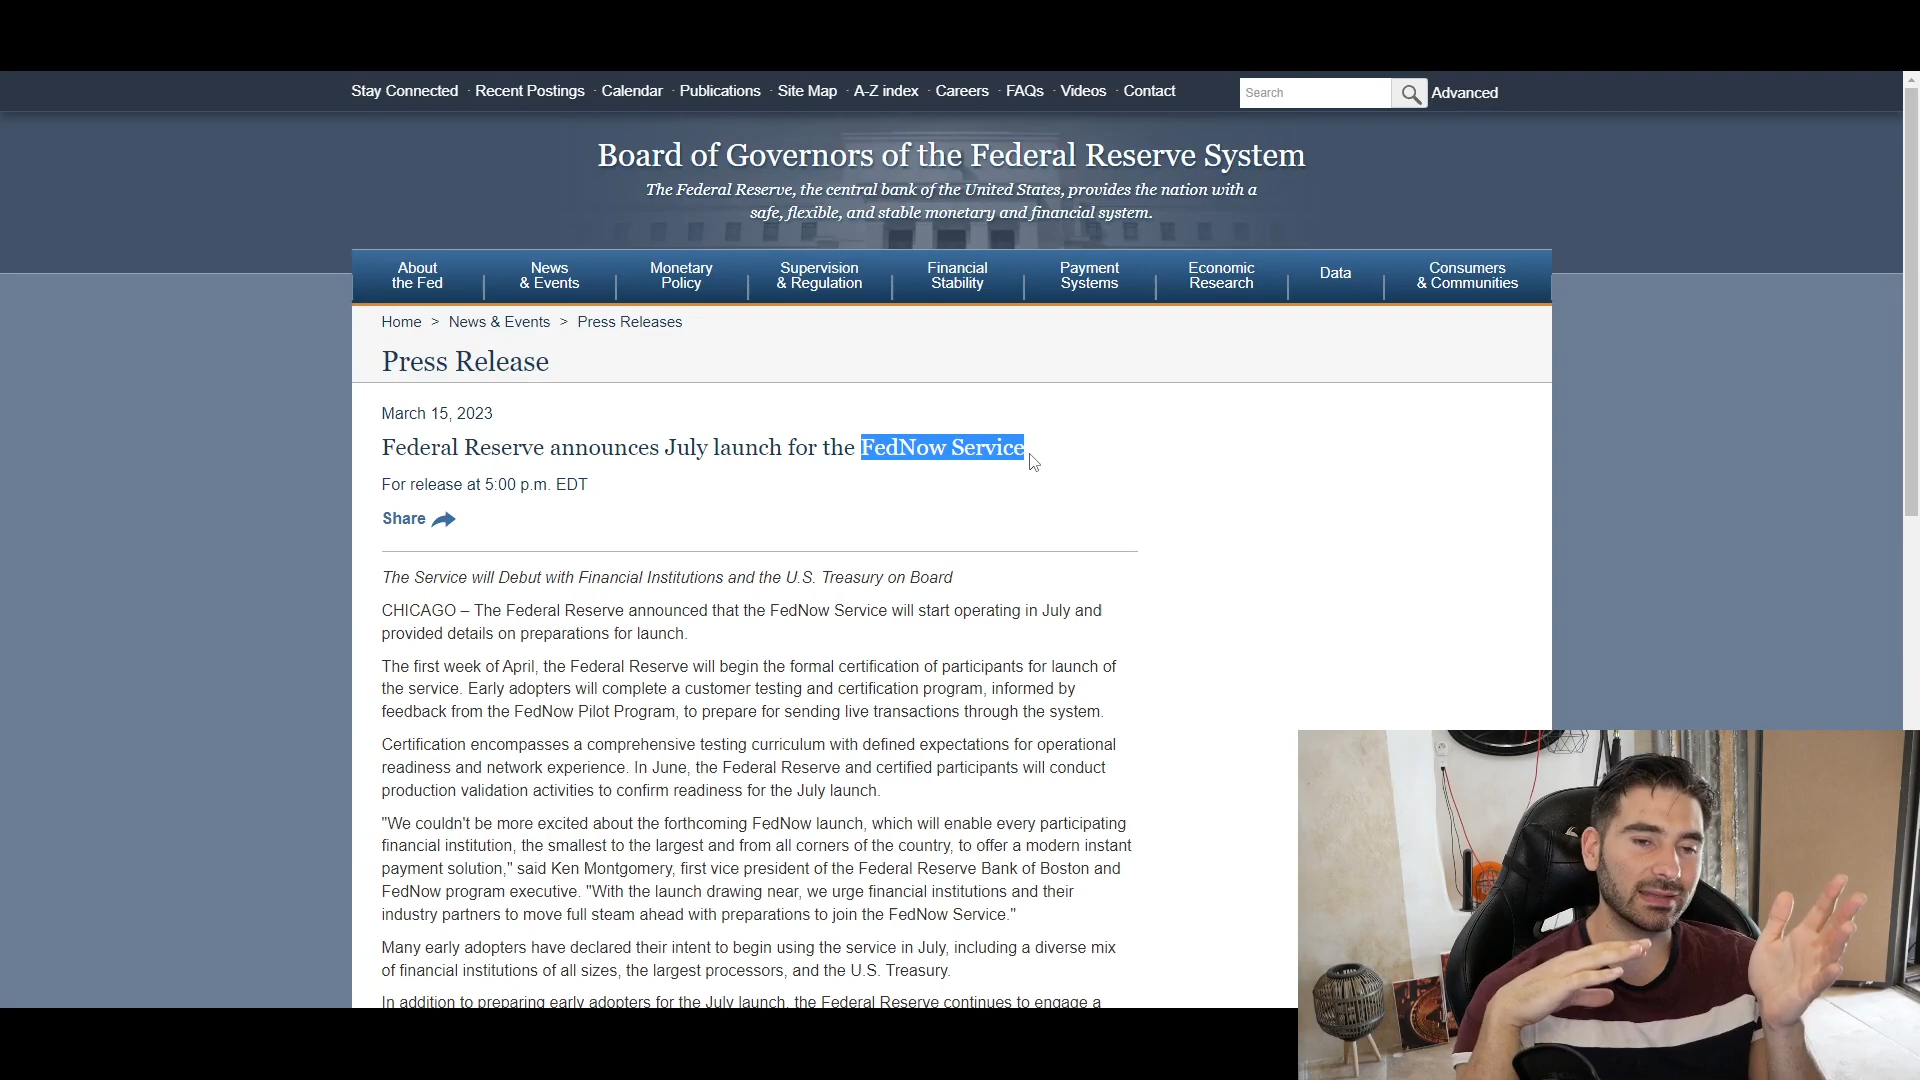 Stay Connected · Recent Postings · Calendar · Publications · Site Map · A-Z index · Careers · FAQs · Videos · Contact
Search
Advanced
Board of Governors of the Federal Reserve System
The Federal Reserve, the central bank of the United States, provides the nation with a
safe, flexible, and stable monetary and financial system.
About
the Fed
News
& Events
Monetary
Policy
Supervision
& Regulation
Financial
Stability
Payment
Systems
Economic
Research
Data
Consumers
& Communities
Home > News & Events > Press Releases
Press Release
March 15, 2023
Federal Reserve announces July launch for the FedNow Service
For release at 5:00 p.m. EDT
Share
The Service will Debut with Financial Institutions and the U.S. Treasury on Board
CHICAGO – The Federal Reserve announced that the FedNow Service will start operating in July and
provided details on preparations for launch.
The first week of April, the Federal Reserve will begin the formal certification of participants for launch of
the service. Early adopters will complete a customer testing and certification program, informed by
feedback from the FedNow Pilot Program, to prepare for sending live transactions through the system.
Certification encompasses a comprehensive testing curriculum with defined expectations for operational
readiness and network experience. In June, the Federal Reserve and certified participants will conduct
production validation activities to confirm readiness for the July launch.
"We couldn't be more excited about the forthcoming FedNow launch, which will enable every participating
financial institution, the smallest to the largest and from all corners of the country, to offer a modern instant
payment solution," said Ken Montgomery, first vice president of the Federal Reserve Bank of Boston and
FedNow program executive. "With the launch drawing near, we urge financial institutions and their
industry partners to move full steam ahead with preparations to join the FedNow Service."
Many early adopters have declared their intent to begin using the service in July, including a diverse mix
of financial institutions of all sizes, the largest processors, and the U.S. Treasury.
In addition to preparing early adopters for the July launch, the Federal Reserve continues to engage a